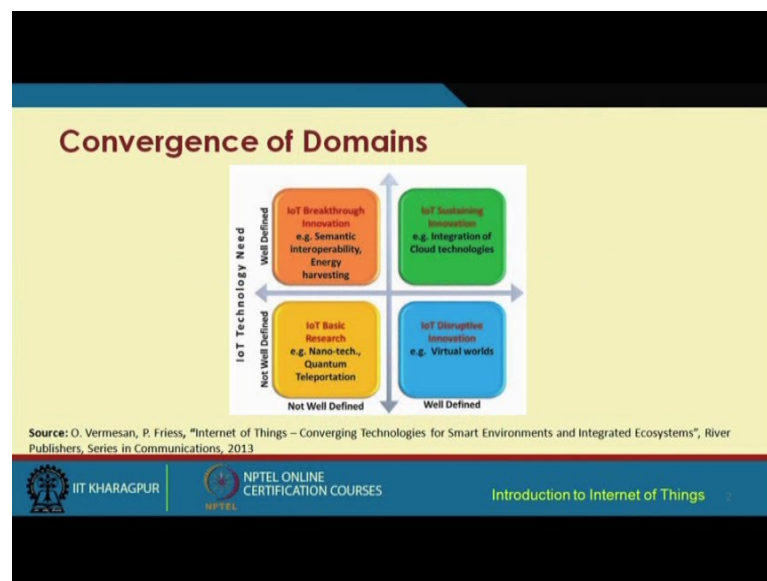 Convergence of Domains
IoT Technology Need
Well Defined
IoT Breakthrough
Innovation
e.g. Semantic
interoperability,
Energy
harvesting
IoT Sustaining
Innovation
e.g. Integration of
Cloud technologies
Not Well Defined
IoT Basic
Research
e.g. Nano-tech.,
Quantum
Teleportation
IoT Disruptive
Innovation
e.g. Virtual worlds
Not Well Defined
Well Defined
Source: O. Vermesan, P. Friess, "Internet of Things – Converging Technologies for Smart Environments and Integrated Ecosystems", River
Publishers, Series in Communications, 2013
IIT KHARAGPUR
NPTEL
NPTEL ONLINE
CERTIFICATION COURSES
Introduction to Internet of Things
2